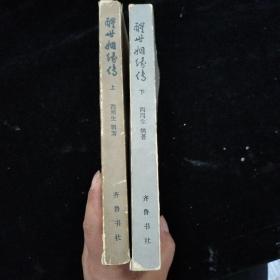 醒世姻缘传
上
西周生 辑著
齐鲁书社
醒世姻缘传
下
西周生 辑著
齐鲁书社